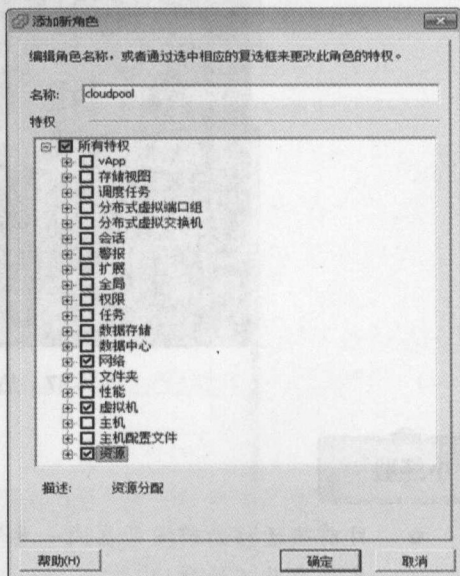 添加新角色
编辑角色名称，或者通过选中相应的复选框来更改此角色的特权。
名称: cloudpool
特权
所有特权
vApp
存储视图
调度任务
分布式虚拟端口组
分布式虚拟交换机
会话
警报
扩展
全局
权限
任务
数据存储
数据中心
网络
文件夹
性能
虚拟机
主机
主机配置文件
资源
描述: 资源分配
帮助(H) 确定 取消